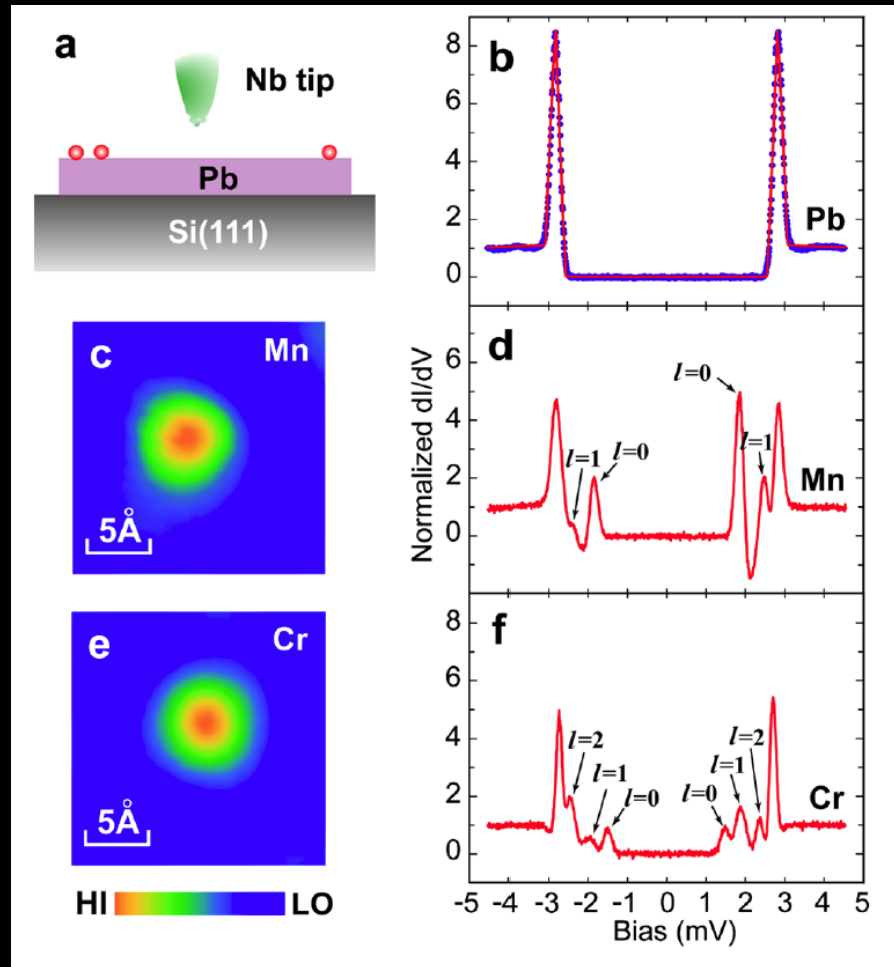 a
Nb tip
Pb
Si(111)
c
Mn
5Å
e
Cr
5Å
HI
LO
Normalized dI/dV
b
8
6
4
2
0
Pb
d
6
4
2
0
l=1
l=0
l=0
l=1
Mn
f
8
6
4
2
0
l=2
l=1
l=0
l=0
l=1
l=2
Cr
-5 -4 -3 -2 -1 0 1 2 3 4 5
Bias (mV)